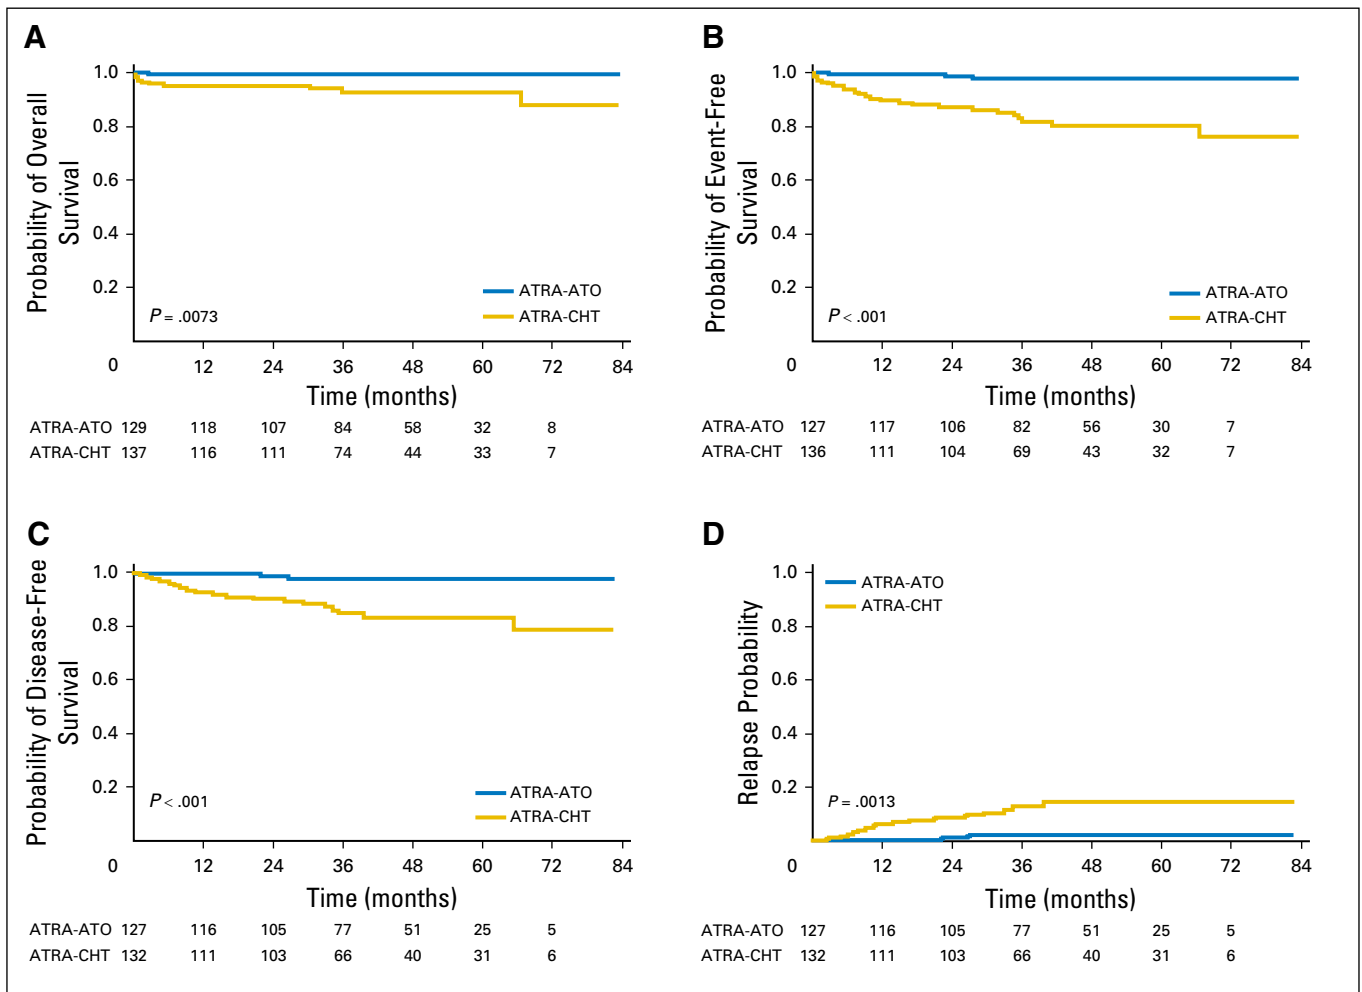 A
Probability of Overall
Survival
1.0
0.8
0.6
0.4
0.2
P = .0073
ATRA-ATO
ATRA-CHT
0 12 24 36 48 60 72 84
Time (months)
ATRA-ATO 129 118 107 84 58 32 8
ATRA-CHT 137 116 111 74 44 33 7
B
Probability of Event-Free
Survival
1.0
0.8
0.6
0.4
0.2
P < .001
ATRA-ATO
ATRA-CHT
0 12 24 36 48 60 72 84
Time (months)
ATRA-ATO 127 117 106 82 56 30 7
ATRA-CHT 136 111 104 69 43 32 7
C
Probability of Disease-Free
Survival
1.0
0.8
0.6
0.4
0.2
P < .001
ATRA-ATO
ATRA-CHT
0 12 24 36 48 60 72 84
Time (months)
ATRA-ATO 127 116 105 77 51 25 5
ATRA-CHT 132 111 103 66 40 31 6
D
Relapse Probability
1.0
0.8
0.6
0.4
0.2
ATRA-ATO
ATRA-CHT
P = .0013
0 12 24 36 48 60 72 84
Time (months)
ATRA-ATO 127 116 105 77 51 25 5
ATRA-CHT 132 111 103 66 40 31 6